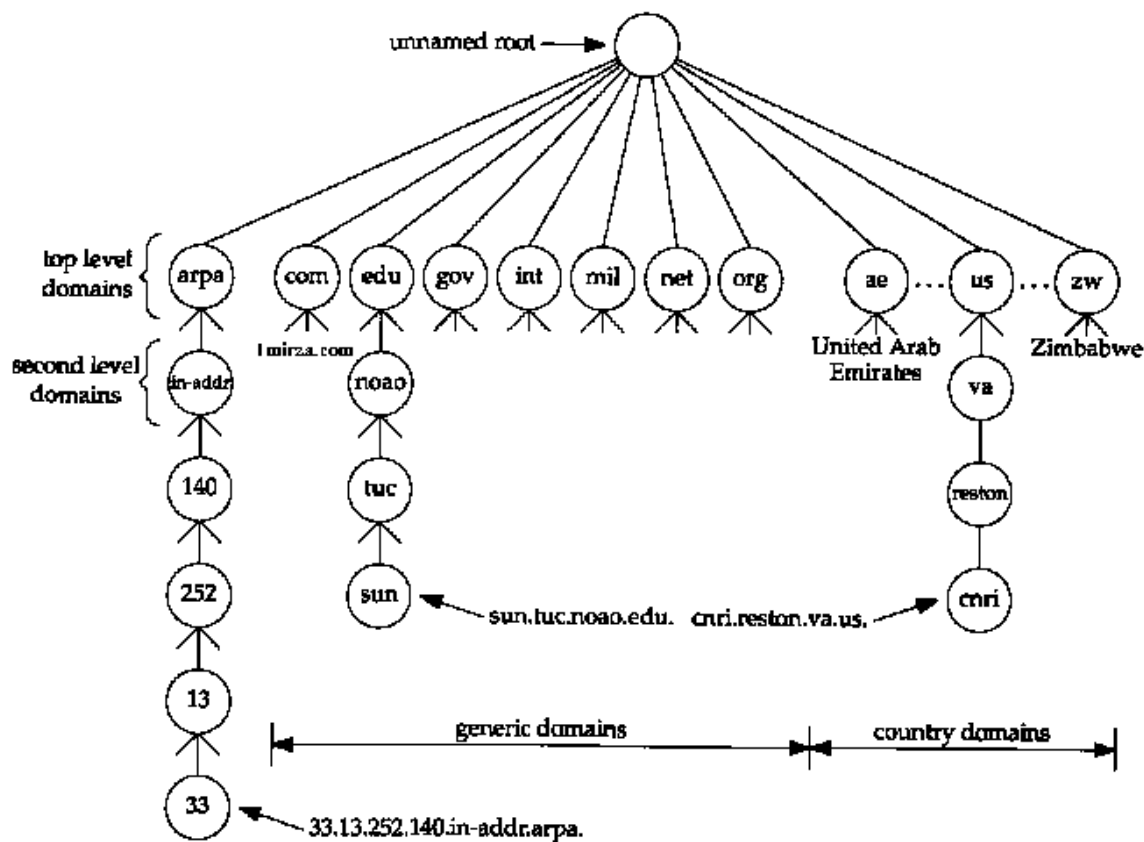 unnamed root
top level
domains
arpa com edu gov int mil net org ae ... us ... zw
1mirza.com
United Arab
Emirates
Zimbabwe
second level
domains
in-addr noao va
140 tuc reston
252 sun cnri
sun.tuc.noao.edu. cnri.reston.va.us.
13
generic domains country domains
33
33.13.252.140.in-addr.arpa.